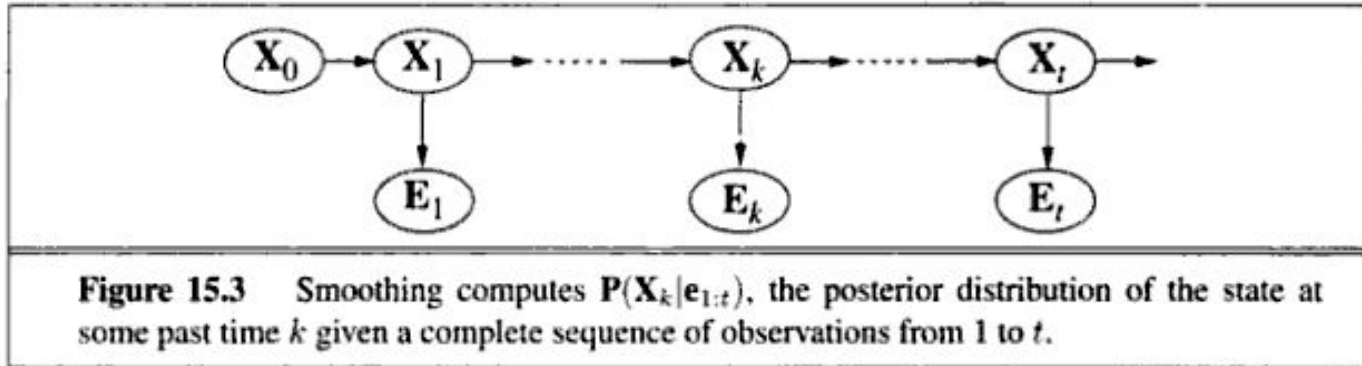 X₀ X₁ ..... Xₖ ...... Xₜ
E₁ Eₖ Eₜ
Figure 15.3 Smoothing computes P(Xₖ|e₁:ₜ), the posterior distribution of the state at
some past time k given a complete sequence of observations from 1 to t.